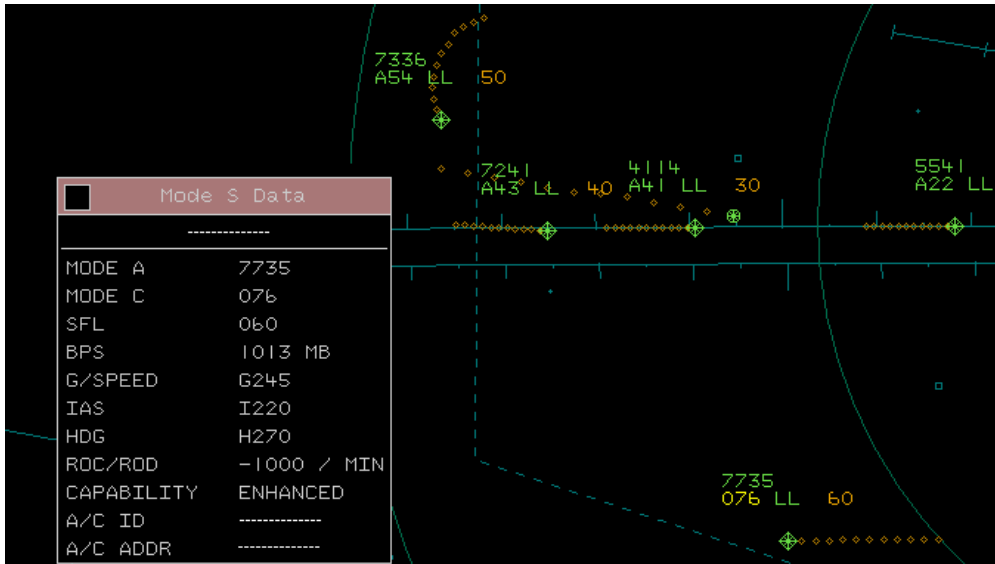 7336
A54 LL 50
7241
A43 LL 40
4114
A41 LL 30
5541
A22 LL
Mode S Data
-------------
MODE A 7735
MODE C 076
SFL 060
BPS 1013 MB
G/SPEED G245
IAS I220
HDG H270
ROC/ROD -1000 / MIN
CAPABILITY ENHANCED
A/C ID -------------
A/C ADDR -------------
7735
076 LL 60